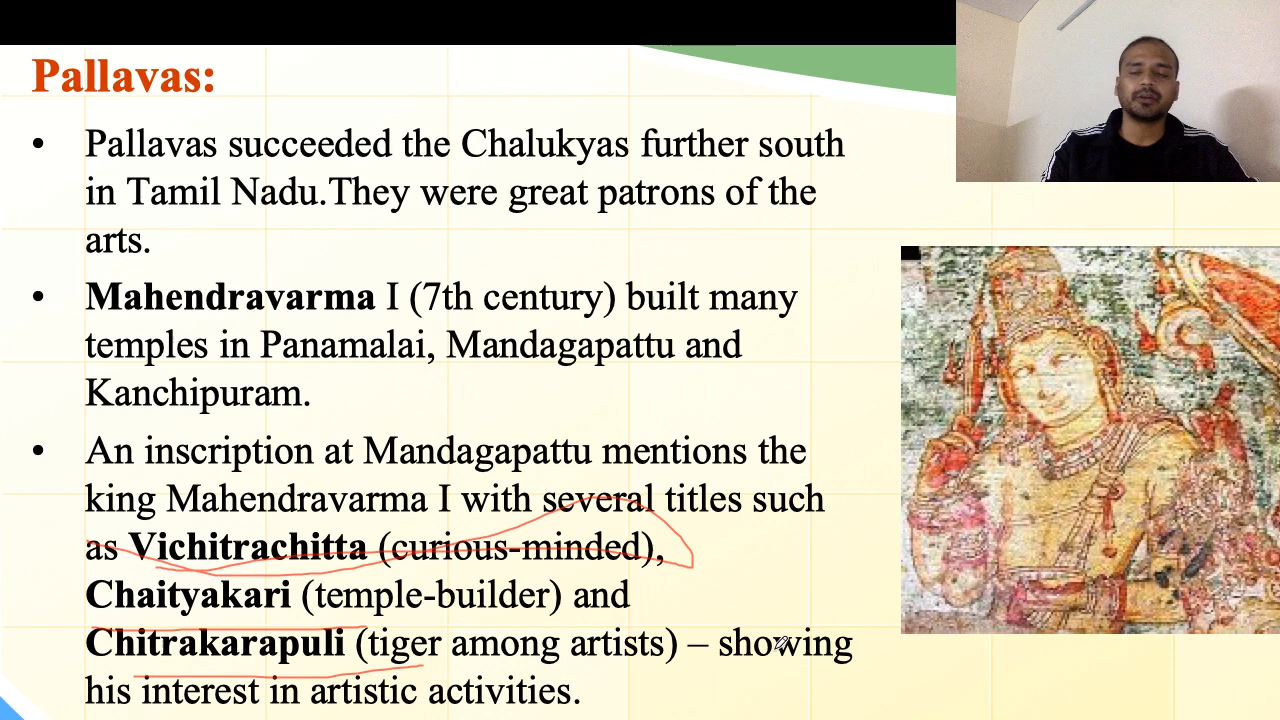 Pallavas:
• Pallavas succeeded the Chalukyas further south
in Tamil Nadu.They were great patrons of the
arts.
• Mahendravarma I (7th century) built many
temples in Panamalai, Mandagapattu and
Kanchipuram.
• An inscription at Mandagapattu mentions the
king Mahendravarma I with several titles such
as Vichitrachitta (curious-minded),
Chaityakari (temple-builder) and
Chitrakarapuli (tiger among artists) – showing
his interest in artistic activities.